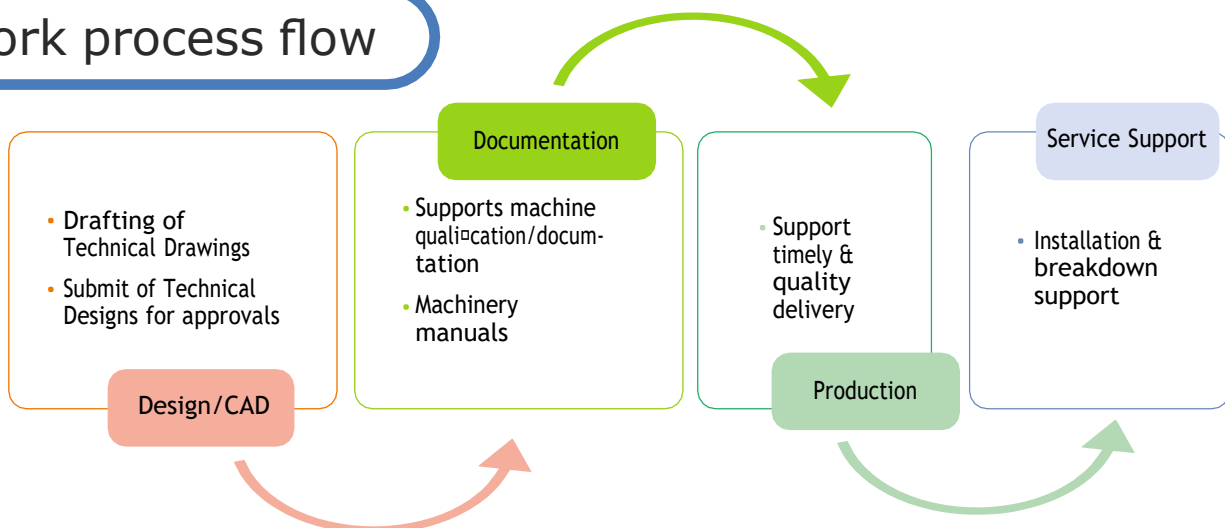 ork process flow
Design/CAD
• Drafting of
Technical Drawings
• Submit of Technical
Designs for approvals
Documentation
• Supports machine
quali¤cation/docum-
tation
• Machinery
manuals
Production
• Support
timely &
quality
delivery
Service Support
• Installation &
breakdown
support